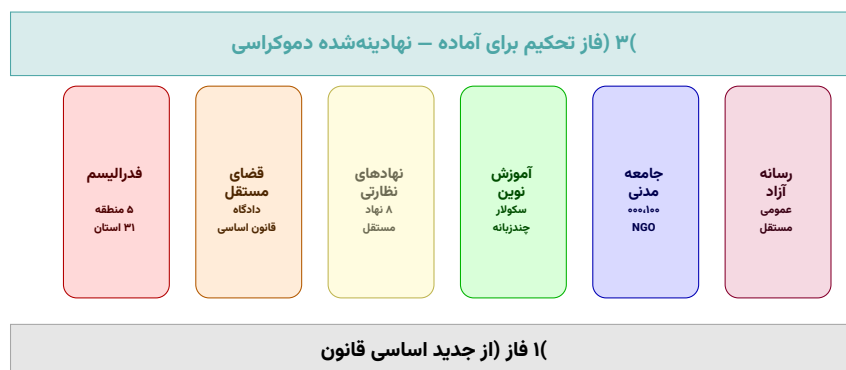 )۳ (فاز تحکیم برای آماده — نهادینه‌شده دموکراسی
رسانه
آزاد
عمومی
مستقل
جامعه
مدنی
۰۰۰،۱۰۰
NGO
آموزش
نوین
سکولار
چندزبانه
نهادهای
نظارتی
۸ نهاد
مستقل
قضای
مستقل
دادگاه
قانون اساسی
فدرالیسم
۵ منطقه
۳۱ استان
)۱ فاز (از جدید اساسی قانون